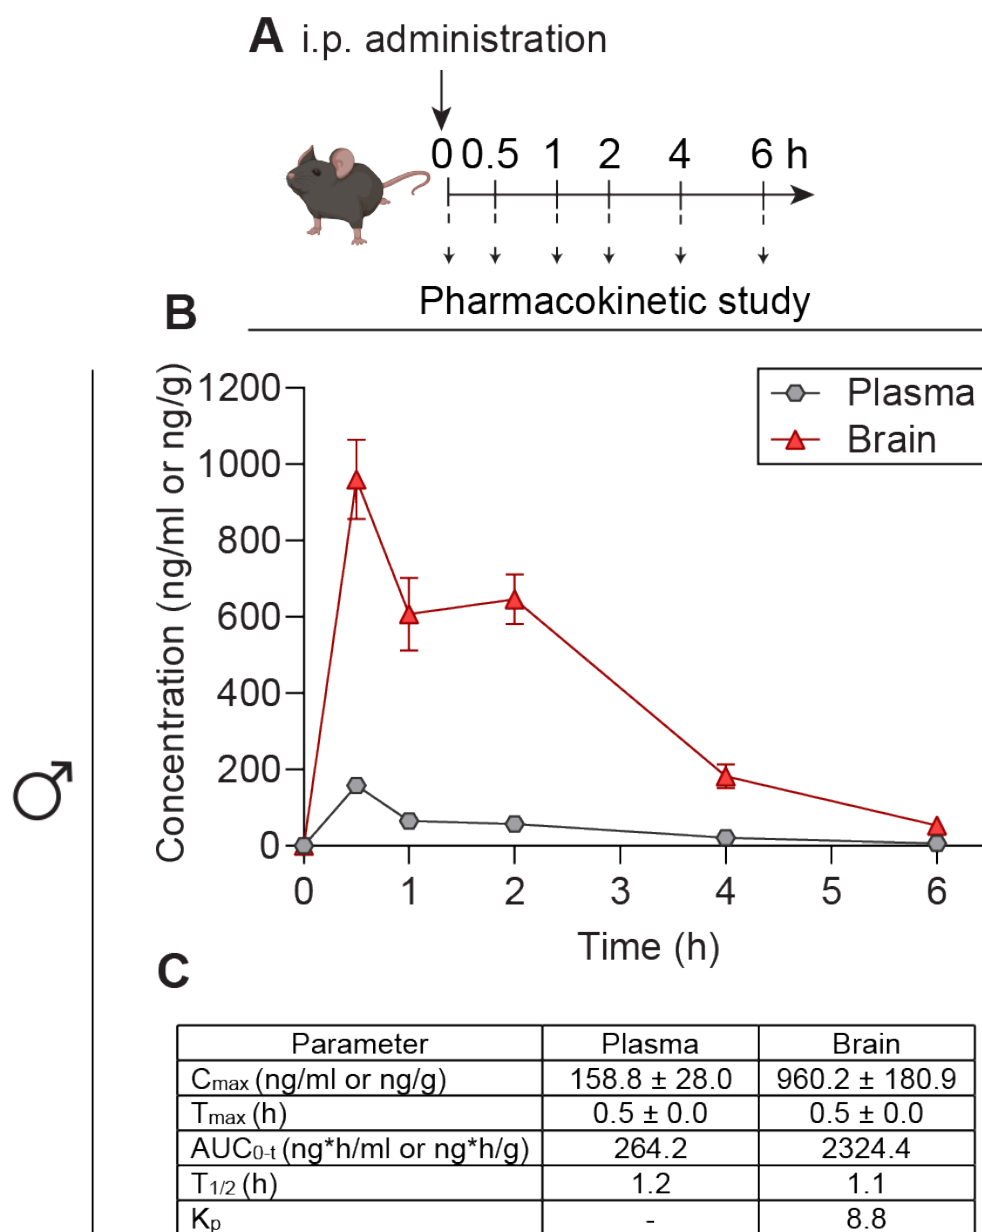 A i.p. administration
0 0.5 1 2 4 6 h
Pharmacokinetic study
B
Concentration (ng/ml or ng/g)
1200
1000
800
600
400
200
0
Plasma
Brain
0 1 2 3 4 5 6
Time (h)
♂
C
Parameter Plasma Brain
Cmax (ng/ml or ng/g) 158.8 ± 28.0 960.2 ± 180.9
Tmax (h) 0.5 ± 0.0 0.5 ± 0.0
AUC0-t (ng*h/ml or ng*h/g) 264.2 2324.4
T1/2 (h) 1.2 1.1
Kp - 8.8